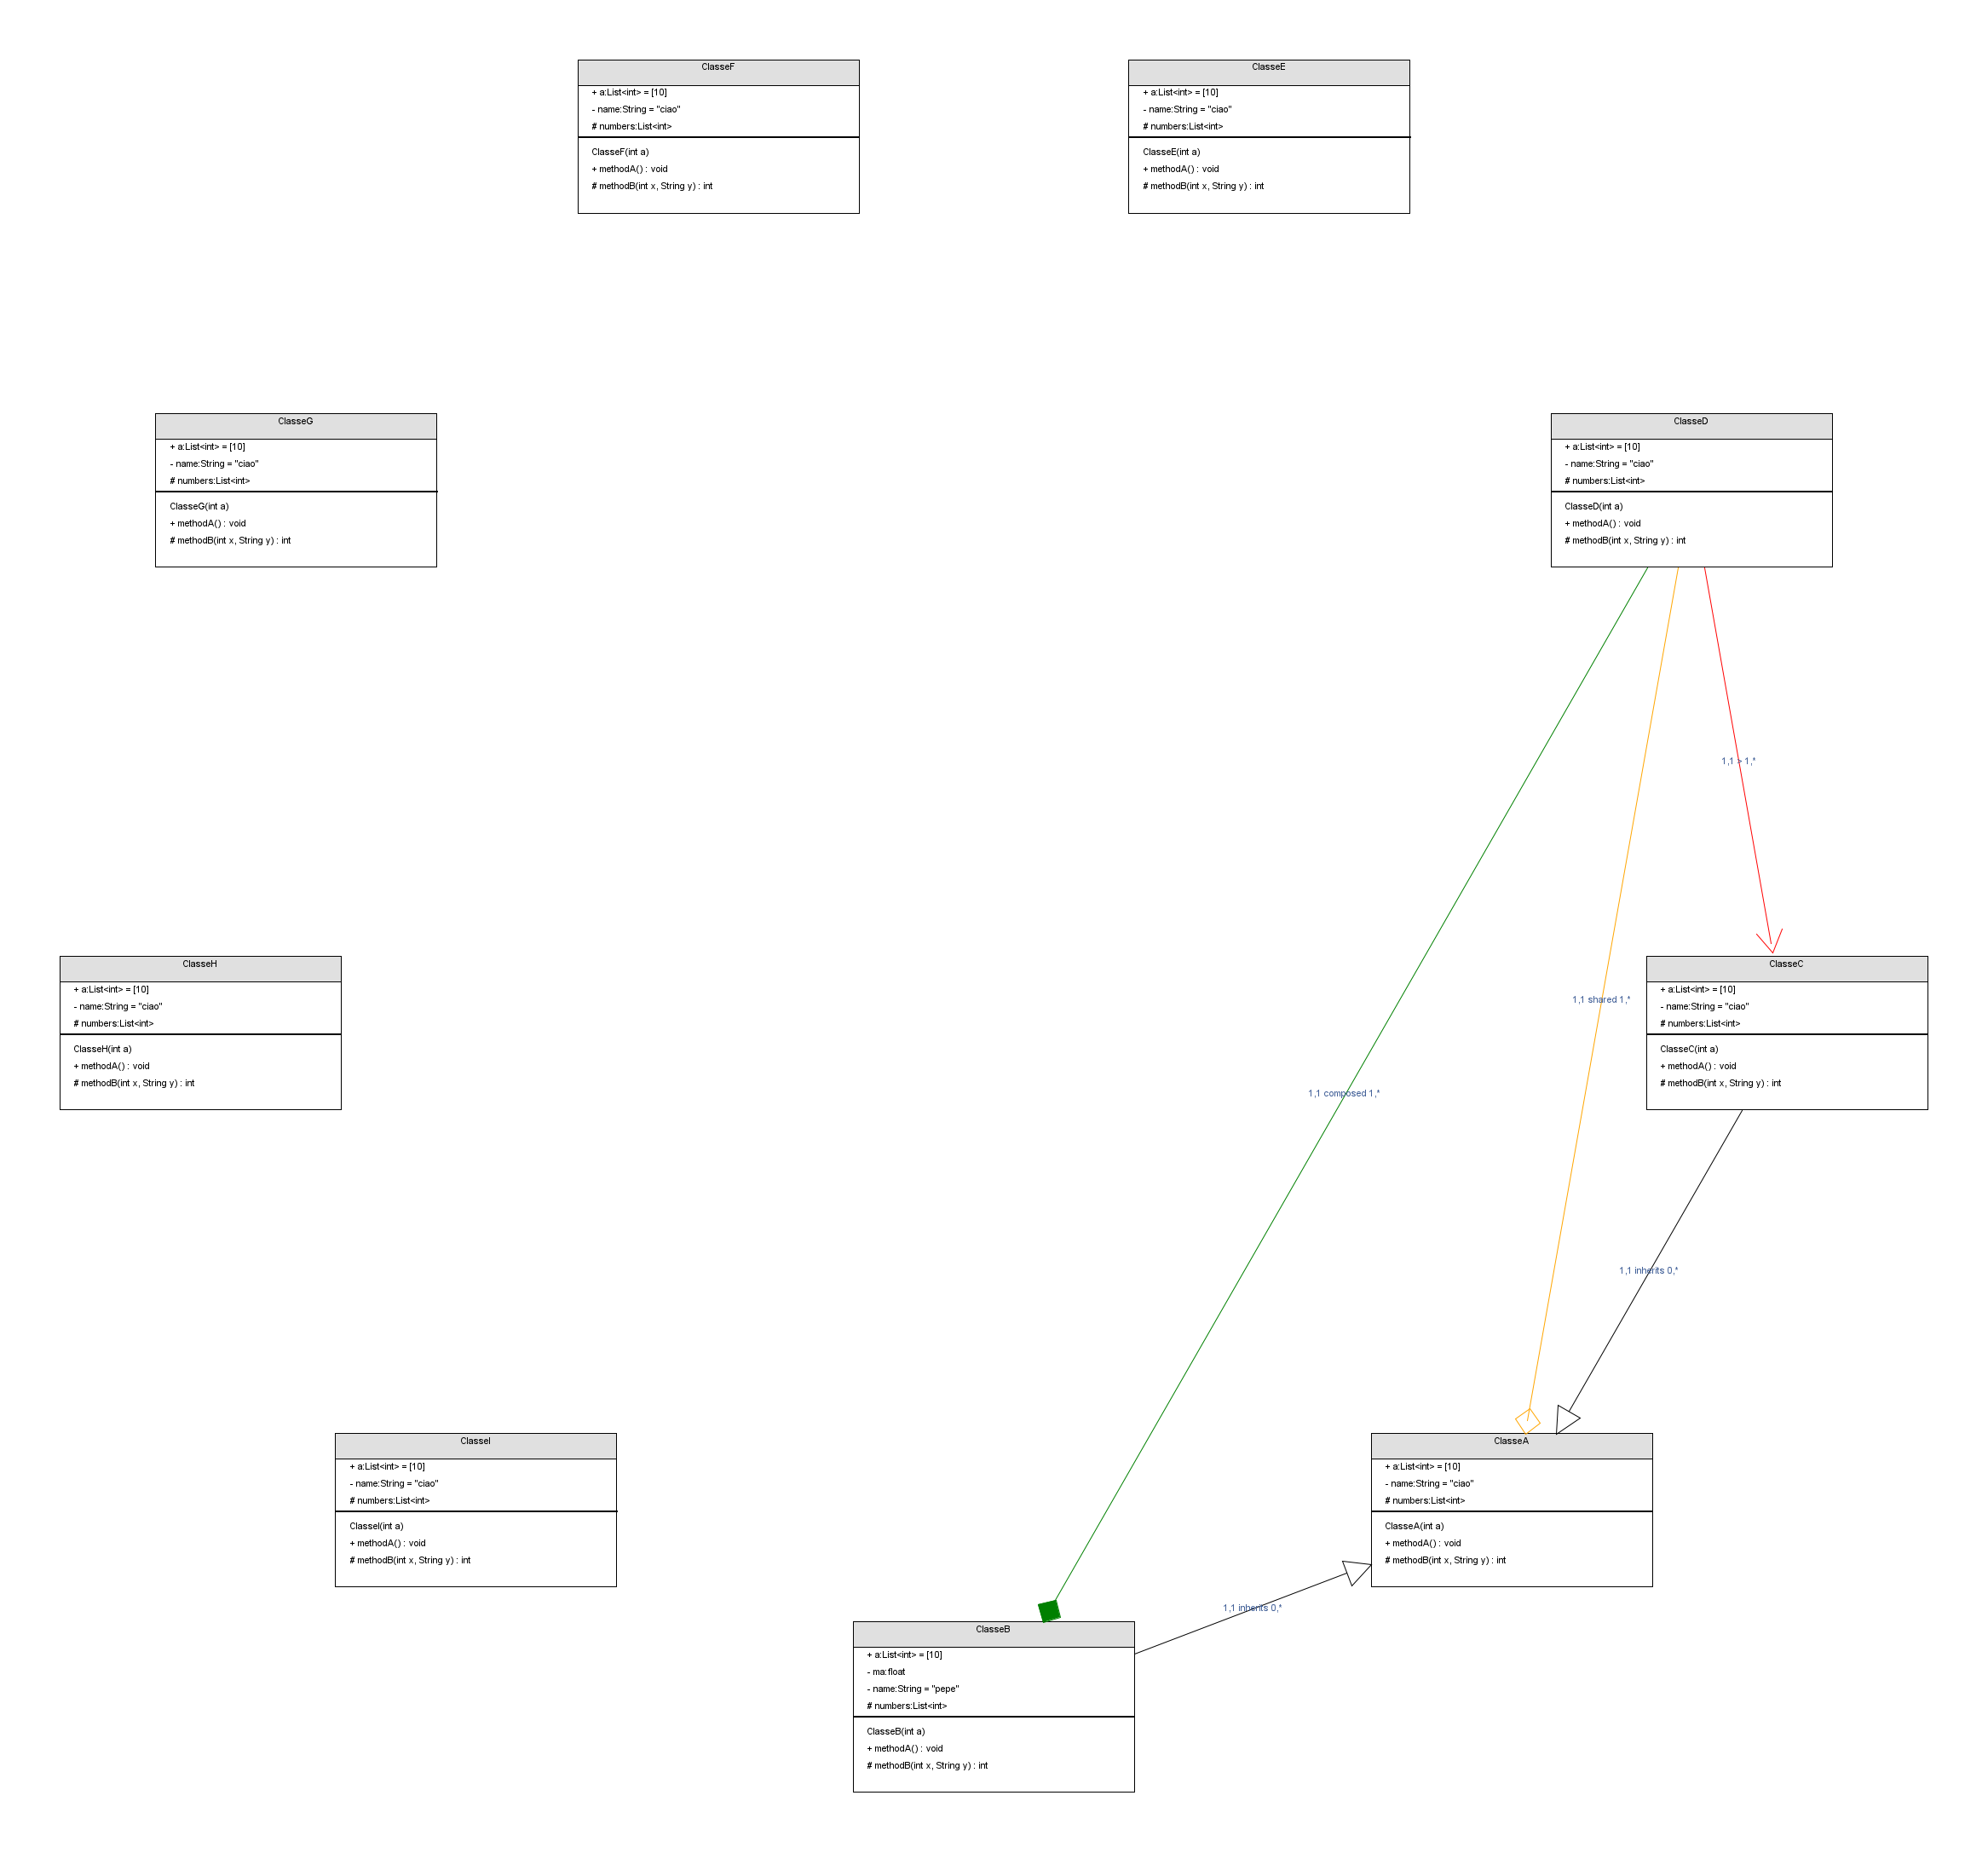 ClasseF
+ a:List<int> = [10]
- name:String = "ciao"
# numbers:List<int>
ClasseF(int a)
+ methodA() : void
# methodB(int x, String y) : int
ClasseE
+ a:List<int> = [10]
- name:String = "ciao"
# numbers:List<int>
ClasseE(int a)
+ methodA() : void
# methodB(int x, String y) : int
ClasseG
+ a:List<int> = [10]
- name:String = "ciao"
# numbers:List<int>
ClasseG(int a)
+ methodA() : void
# methodB(int x, String y) : int
ClasseD
+ a:List<int> = [10]
- name:String = "ciao"
# numbers:List<int>
ClasseD(int a)
+ methodA() : void
# methodB(int x, String y) : int
1,1 > 1,*
ClasseH
+ a:List<int> = [10]
- name:String = "ciao"
# numbers:List<int>
ClasseH(int a)
+ methodA() : void
# methodB(int x, String y) : int
1,1 shared 1,*
ClasseC
+ a:List<int> = [10]
- name:String = "ciao"
# numbers:List<int>
ClasseC(int a)
+ methodA() : void
# methodB(int x, String y) : int
1,1 composed 1,*
1,1 inherits 0,*
ClasseI
+ a:List<int> = [10]
- name:String = "ciao"
# numbers:List<int>
ClasseI(int a)
+ methodA() : void
# methodB(int x, String y) : int
ClasseA
+ a:List<int> = [10]
- name:String = "ciao"
# numbers:List<int>
ClasseA(int a)
+ methodA() : void
# methodB(int x, String y) : int
1,1 inherits 0,*
ClasseB
+ a:List<int> = [10]
- ma:float
- name:String = "pepe"
# numbers:List<int>
ClasseB(int a)
+ methodA() : void
# methodB(int x, String y) : int